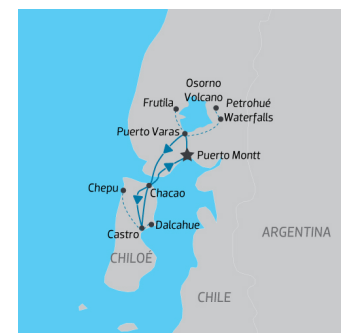 Osorno
Volcano
Frutila
Petrohué
Waterfalls
Puerto Varas
Puerto Montt
Chepu
Chacao
Dalcahue
Castro
ARGENTINA
CHILOÉ
CHILE